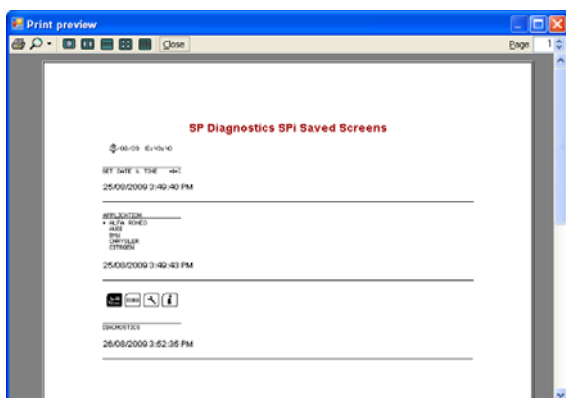 Print preview
Close
Page 1
SP Diagnostics SPi Saved Screens
SET DATE & TIME
25/08/2009 3:49:40 PM
APPLICATION
ALFA ROMEO
AUDI
BMW
CHRYSLER
CITROEN
25/08/2009 3:49:43 PM
DIAGNOSTICS
26/08/2009 3:52:35 PM